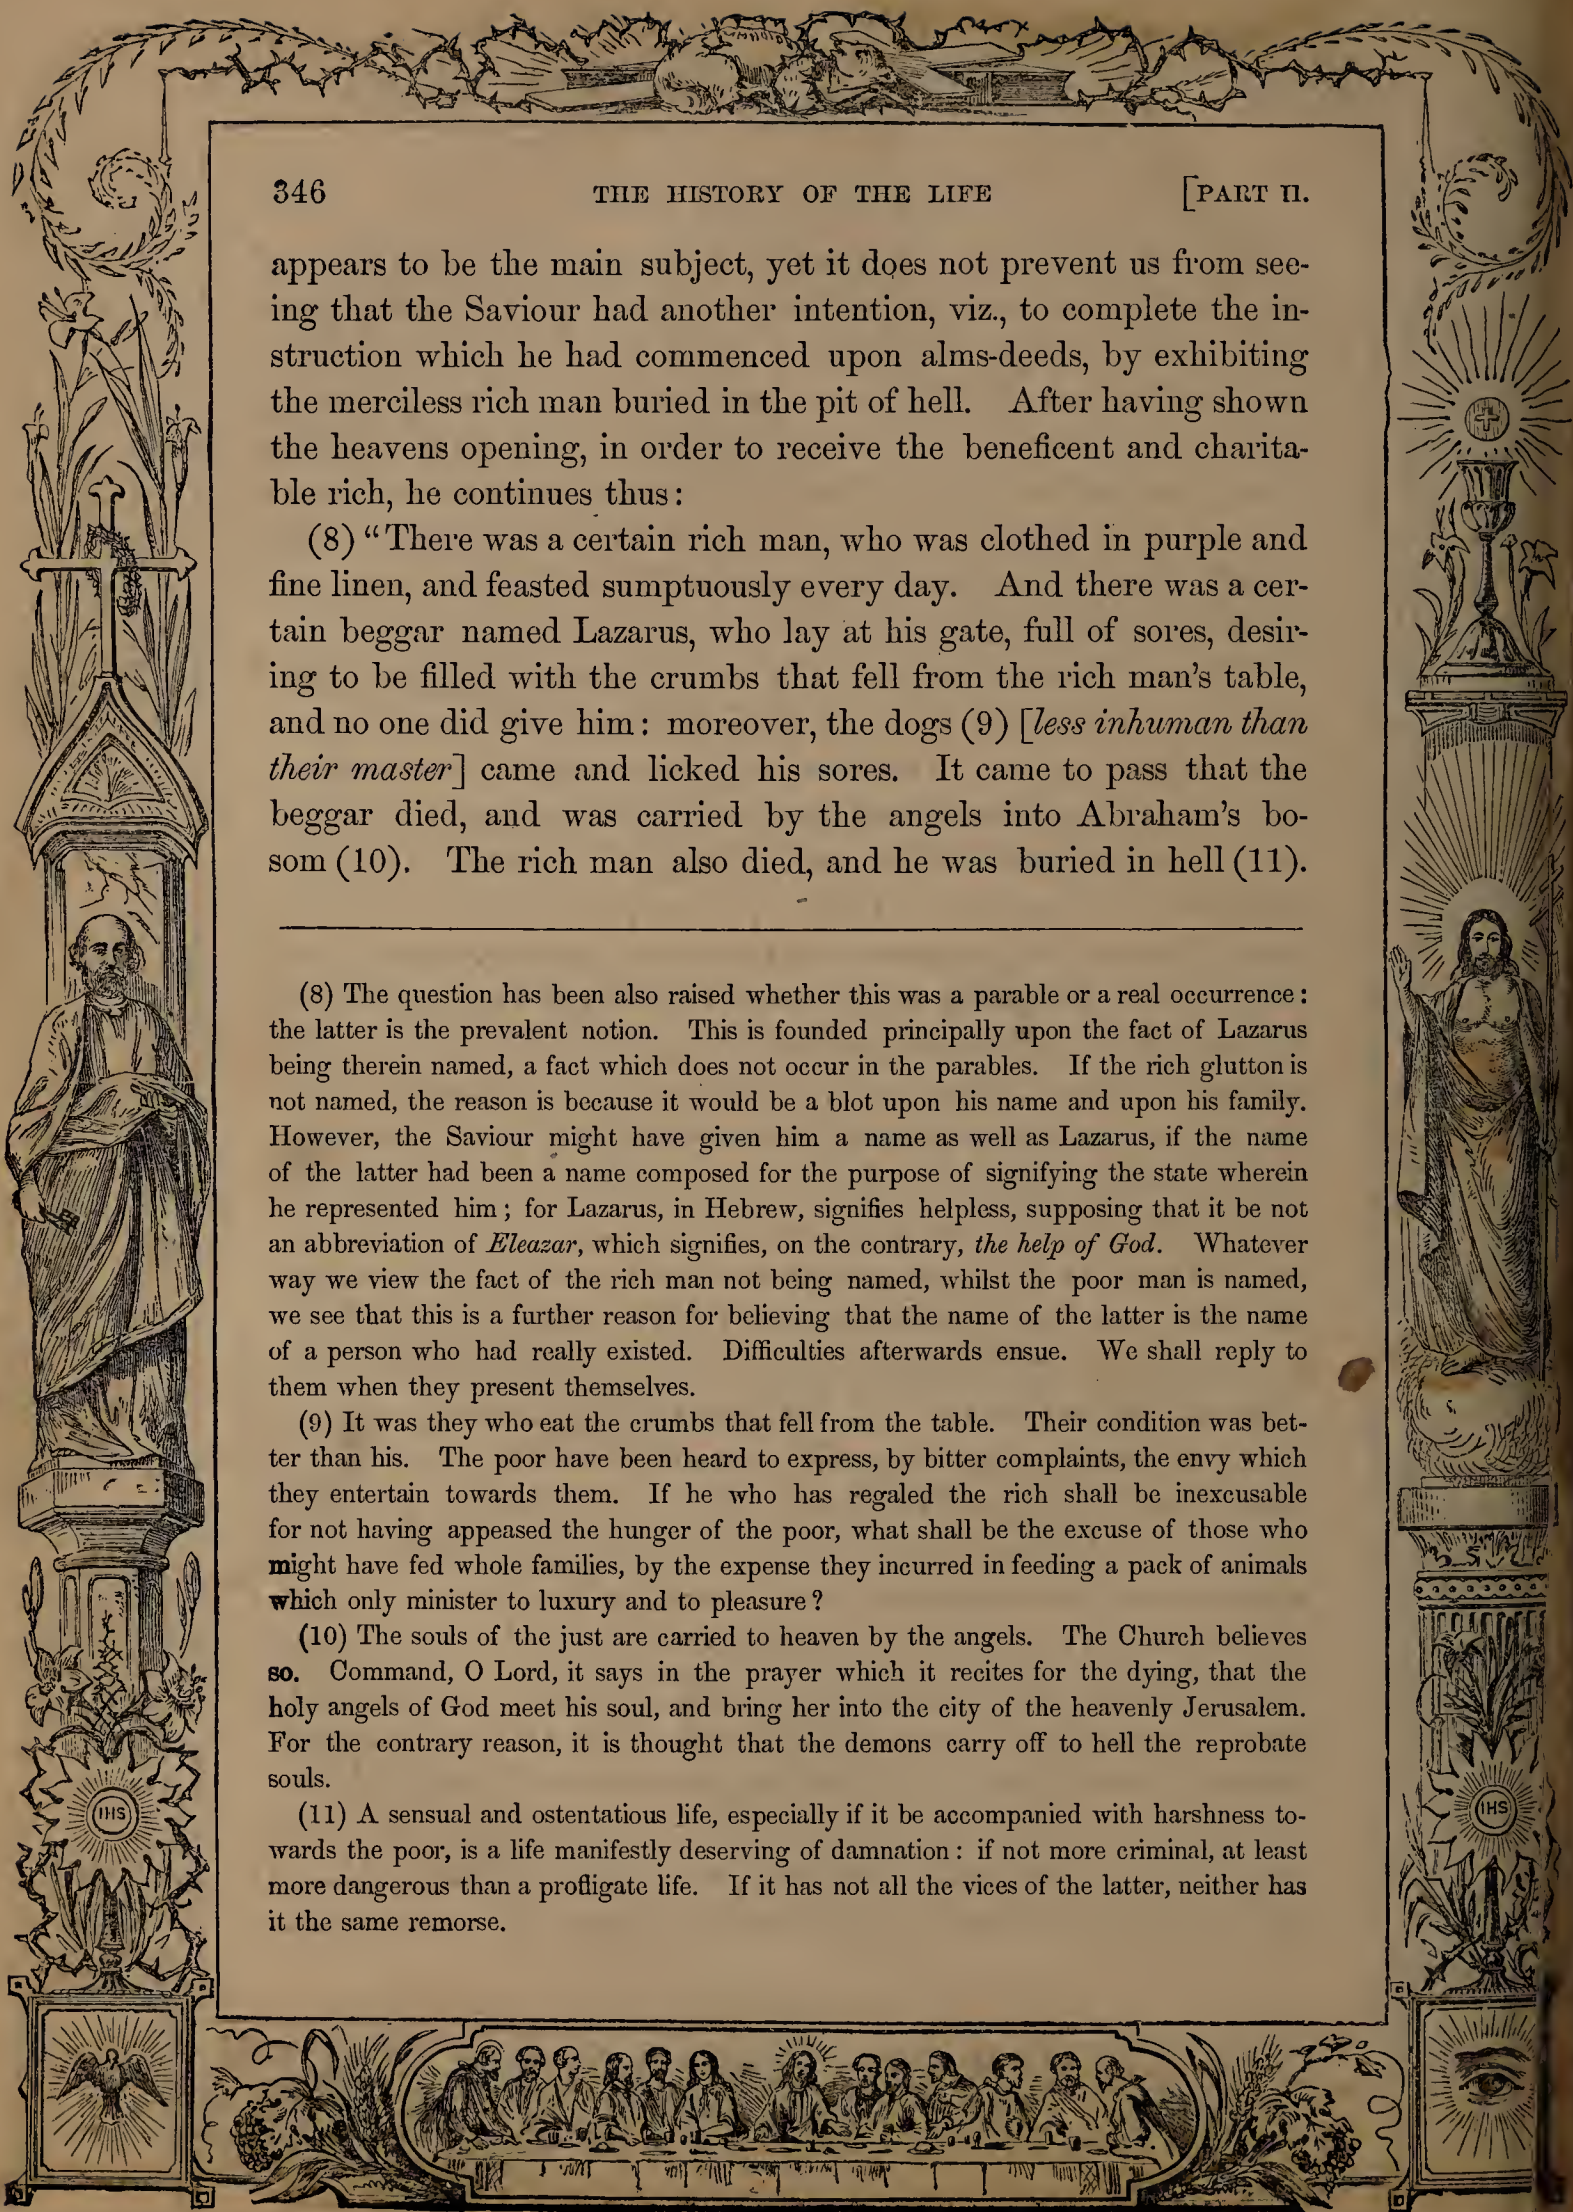 346 THE HISTORY OF THE LIFE [PART II.
appears to be the main subject, yet it does not prevent us from see-
ing that the Saviour had another intention, viz., to complete the in-
struction which he had commenced upon alms-deeds, by exhibiting
the merciless rich man buried in the pit of hell. After having shown
the heavens opening, in order to receive the beneficent and charita-
ble rich, he continues thus:
(8) “There was a certain rich man, who was clothed in purple and
fine linen, and feasted sumptuously every day. And there was a cer-
tain beggar named Lazarus, who lay at his gate, full of sores, desir-
ing to be filled with the crumbs that fell from the rich man’s table,
and no one did give him: moreover, the dogs (9) [less inhuman than
their master] came and licked his sores. It came to pass that the
beggar died, and was carried by the angels into Abraham’s bo-
som (10). The rich man also died, and he was buried in hell (11).
(8) The question has been also raised whether this was a parable or a real occurrence:
the latter is the prevalent notion. This is founded principally upon the fact of Lazarus
being therein named, a fact which does not occur in the parables. If the rich glutton is
not named, the reason is because it would be a blot upon his name and upon his family.
However, the Saviour might have given him a name as well as Lazarus, if the name
of the latter had been a name composed for the purpose of signifying the state wherein
he represented him; for Lazarus, in Hebrew, signifies helpless, supposing that it be not
an abbreviation of Eleazar, which signifies, on the contrary, the help of God. Whatever
way we view the fact of the rich man not being named, whilst the poor man is named,
we see that this is a further reason for believing that the name of the latter is the name
of a person who had really existed. Difficulties afterwards ensue. We shall reply to
them when they present themselves.
(9) It was they who eat the crumbs that fell from the table. Their condition was bet-
ter than his. The poor have been heard to express, by bitter complaints, the envy which
they entertain towards them. If he who has regaled the rich shall be inexcusable
for not having appeased the hunger of the poor, what shall be the excuse of those who
might have fed whole families, by the expense they incurred in feeding a pack of animals
which only minister to luxury and to pleasure?
(10) The souls of the just are carried to heaven by the angels. The Church believes
so. Command, O Lord, it says in the prayer which it recites for the dying, that the
holy angels of God meet his soul, and bring her into the city of the heavenly Jerusalem.
For the contrary reason, it is thought that the demons carry off to hell the reprobate
souls.
(11) A sensual and ostentatious life, especially if it be accompanied with harshness to-
wards the poor, is a life manifestly deserving of damnation: if not more criminal, at least
more dangerous than a profligate life. If it has not all the vices of the latter, neither has
it the same remorse.
IHS
IHS